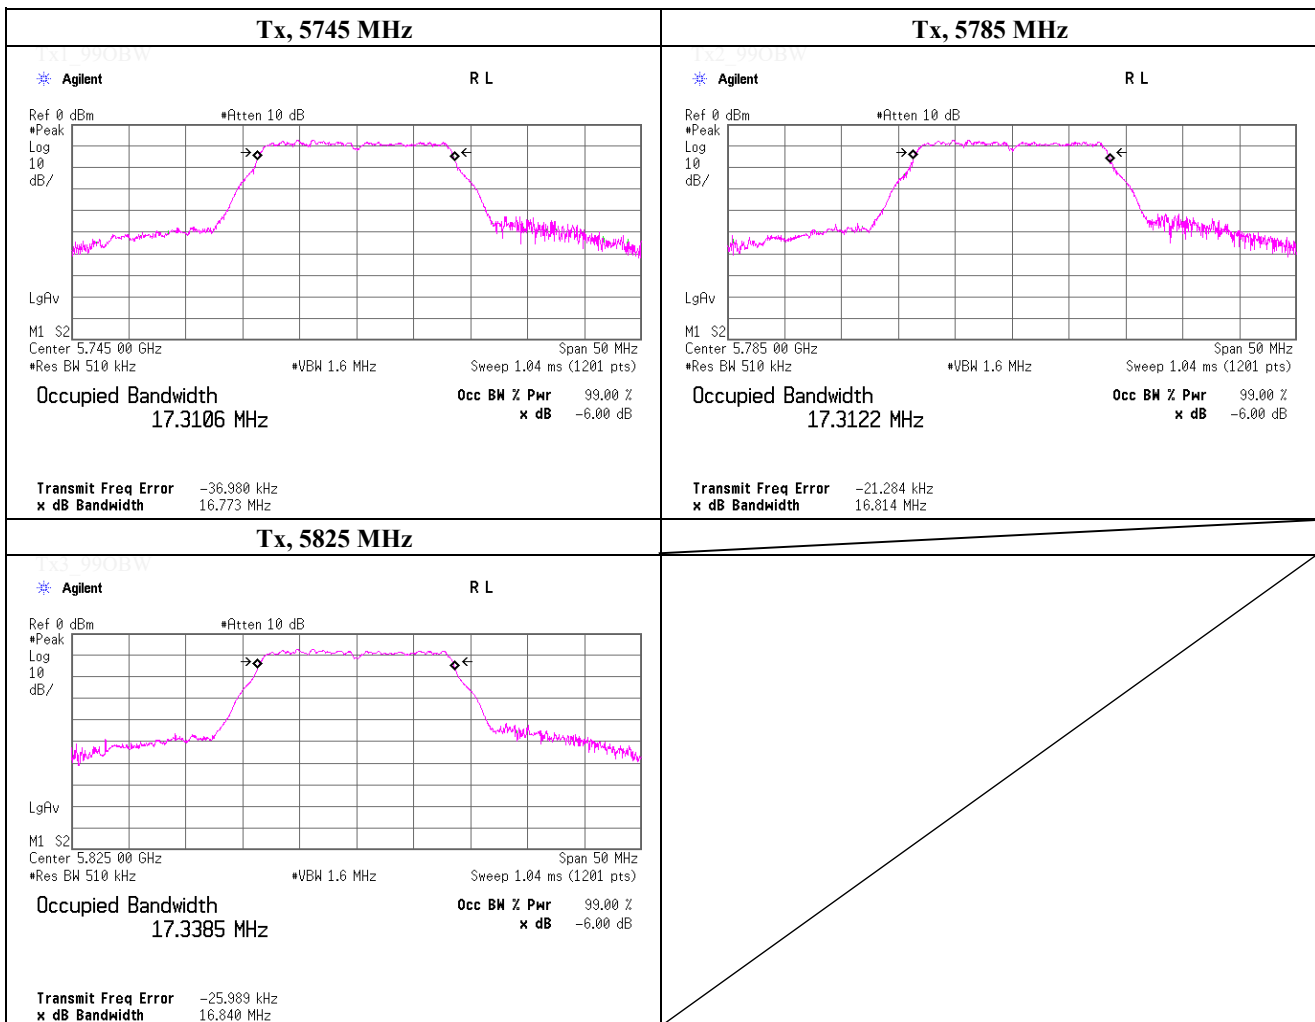 Tx, 5745 MHz
Tx1_99OBW
Agilent
R L
Ref 0 dBm
#Atten 10 dB
#Peak
Log
10
dB/
LgAv
M1 S2
Center 5.745 00 GHz
Span 50 MHz
#Res BW 510 kHz
#VBW 1.6 MHz
Sweep 1.04 ms (1201 pts)
Occupied Bandwidth
17.3106 MHz
Occ BW % Pwr 99.00 %
x dB -6.00 dB
Transmit Freq Error -36.980 kHz
x dB Bandwidth 16.773 MHz
Tx, 5785 MHz
Tx2_99OBW
Agilent
R L
Ref 0 dBm
#Atten 10 dB
#Peak
Log
10
dB/
LgAv
M1 S2
Center 5.785 00 GHz
Span 50 MHz
#Res BW 510 kHz
#VBW 1.6 MHz
Sweep 1.04 ms (1201 pts)
Occupied Bandwidth
17.3122 MHz
Occ BW % Pwr 99.00 %
x dB -6.00 dB
Transmit Freq Error -21.284 kHz
x dB Bandwidth 16.814 MHz
Tx, 5825 MHz
Tx3_99OBW
Agilent
R L
Ref 0 dBm
#Atten 10 dB
#Peak
Log
10
dB/
LgAv
M1 S2
Center 5.825 00 GHz
Span 50 MHz
#Res BW 510 kHz
#VBW 1.6 MHz
Sweep 1.04 ms (1201 pts)
Occupied Bandwidth
17.3385 MHz
Occ BW % Pwr 99.00 %
x dB -6.00 dB
Transmit Freq Error -25.989 kHz
x dB Bandwidth 16.840 MHz